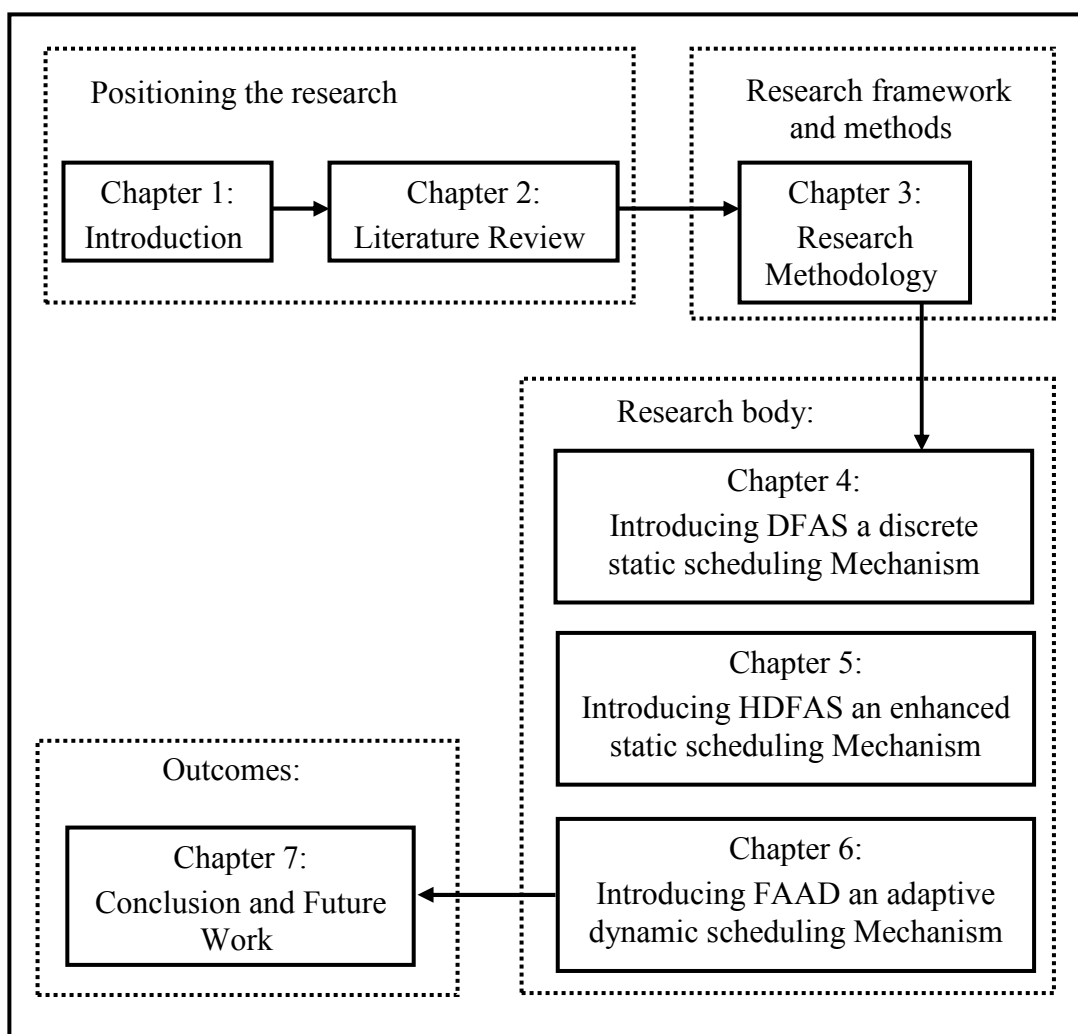 Positioning the research
Chapter 1:
Introduction
Chapter 2:
Literature Review
Research framework
and methods
Chapter 3:
Research
Methodology
Research body:
Chapter 4:
Introducing DFAS a discrete
static scheduling Mechanism
Chapter 5:
Introducing HDFAS an enhanced
static scheduling Mechanism
Chapter 6:
Introducing FAAD an adaptive
dynamic scheduling Mechanism
Outcomes:
Chapter 7:
Conclusion and Future
Work